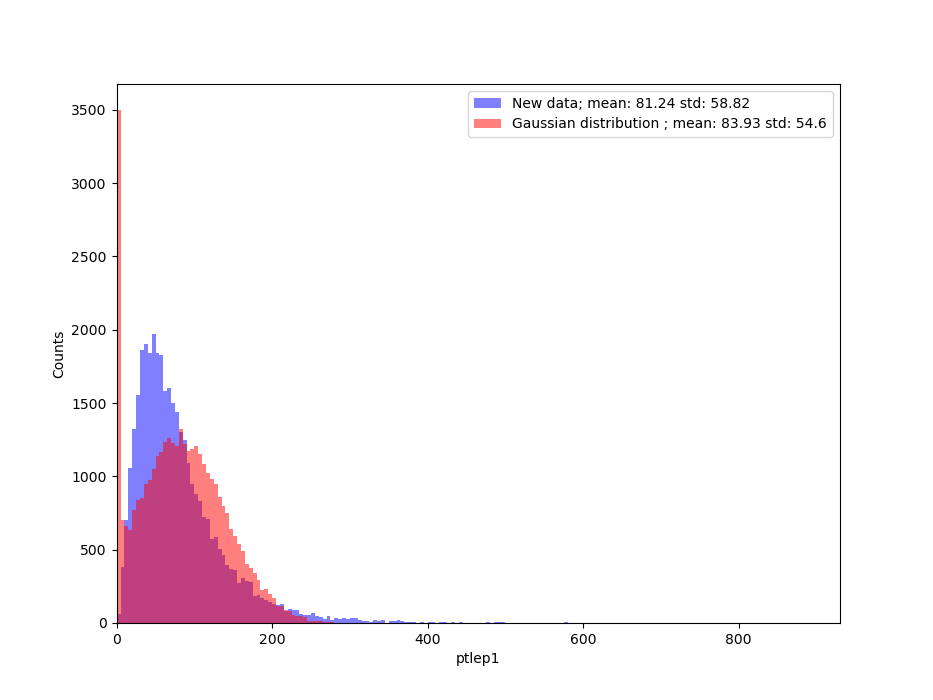 New data; mean: 81.24 std: 58.82
Gaussian distribution ; mean: 83.93 std: 54.6
3500
3000
2500
2000
1500
1000
500
0
Counts
0 200 400 600 800
ptlep1